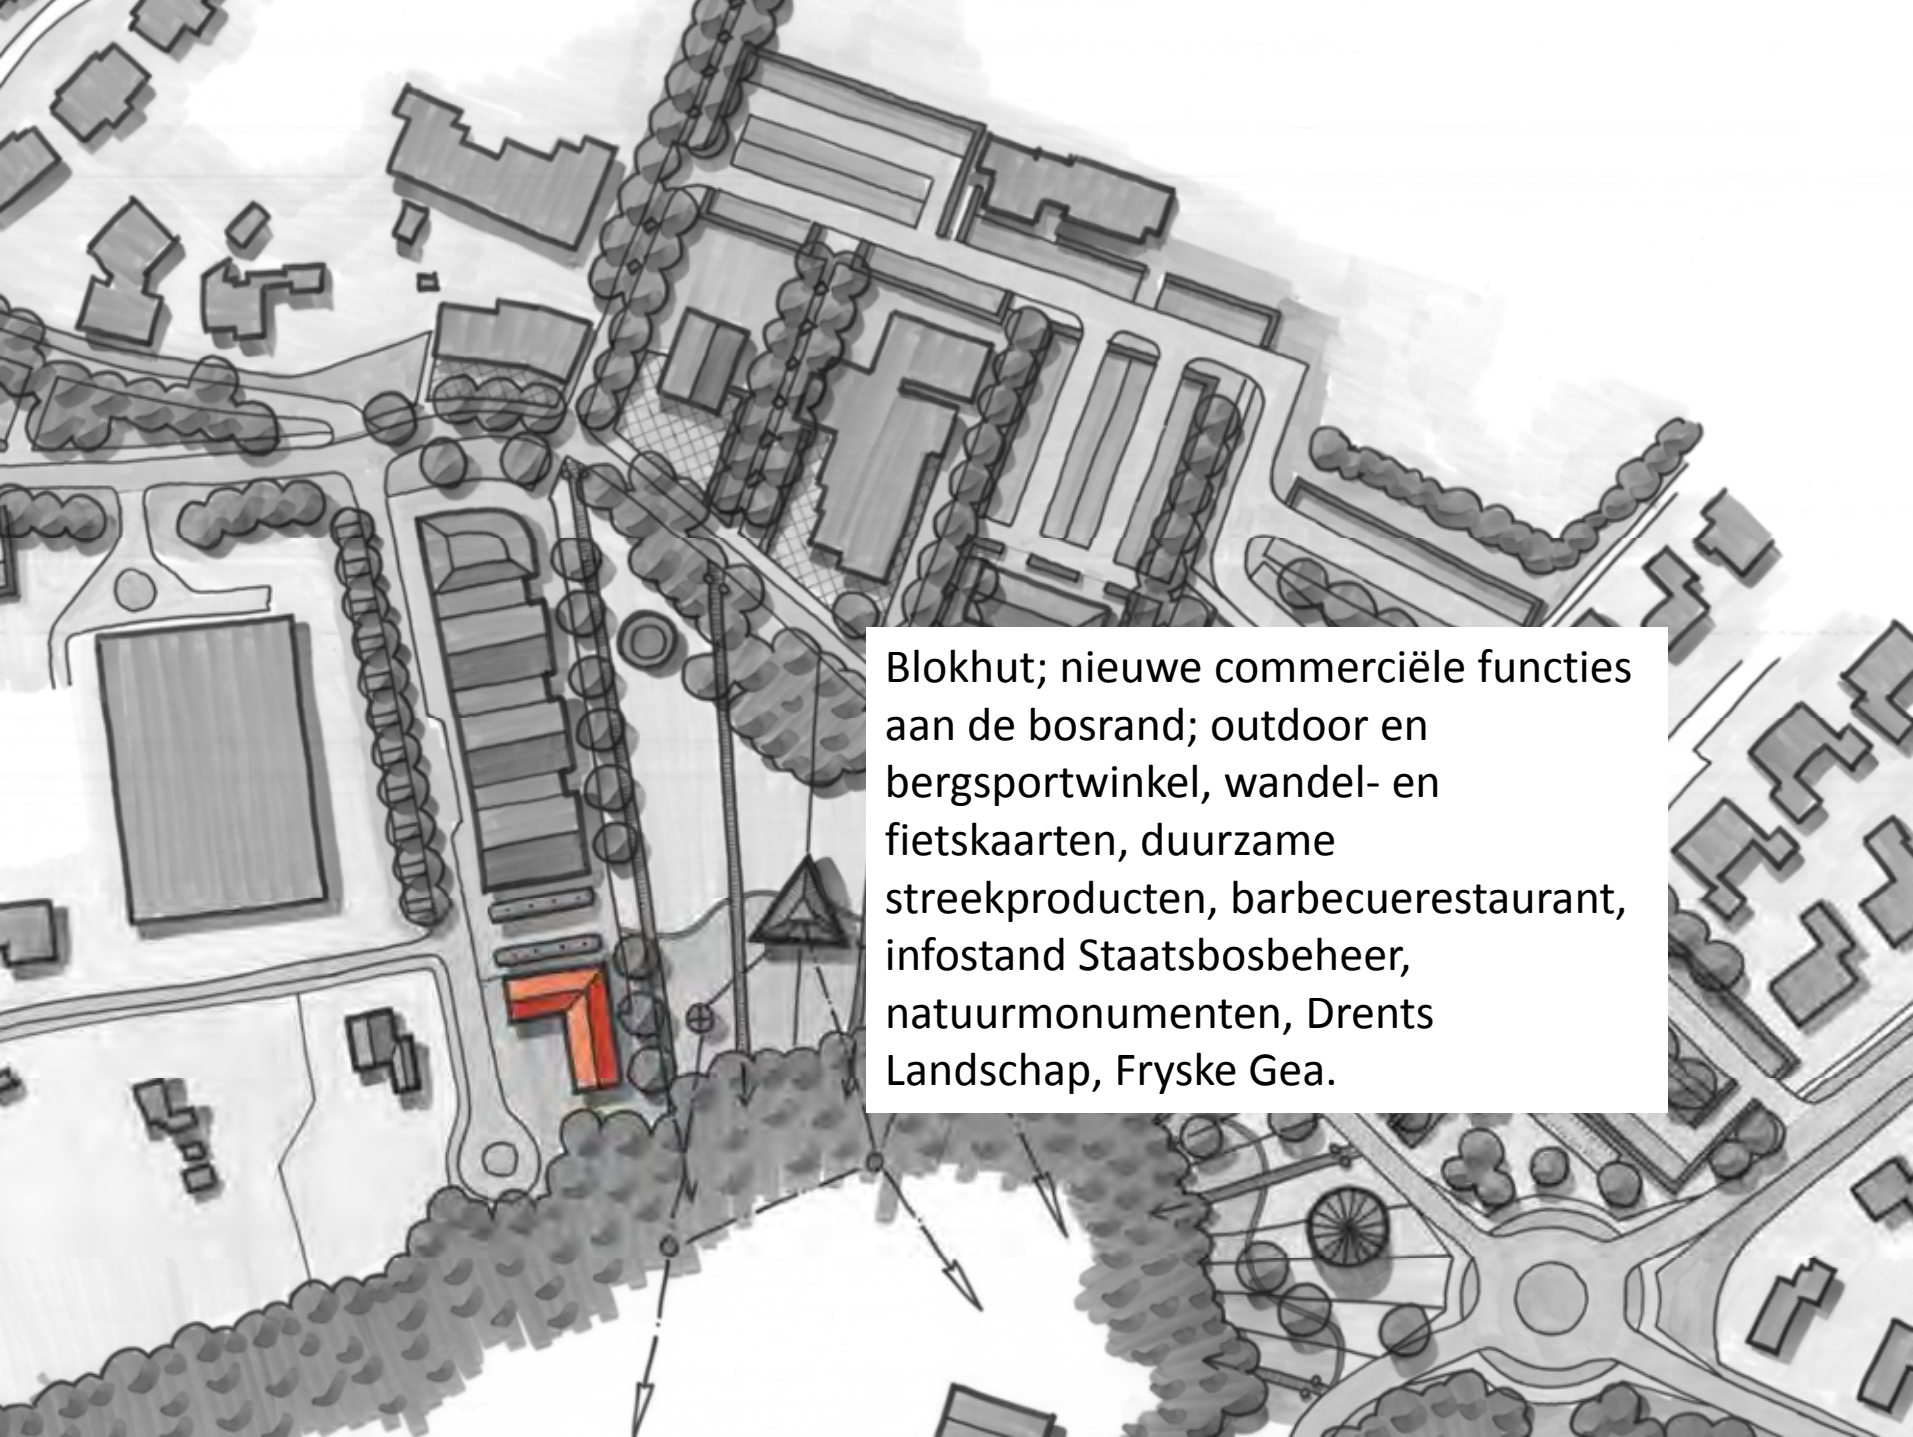 Blokhut; nieuwe commerciële functies
aan de bosrand; outdoor en
bergsportwinkel, wandel- en
fietskaarten, duurzame
streekproducten, barbecuerestaurant,
infostand Staatsbosbeheer,
natuurmonumenten, Drents
Landschap, Fryske Gea.